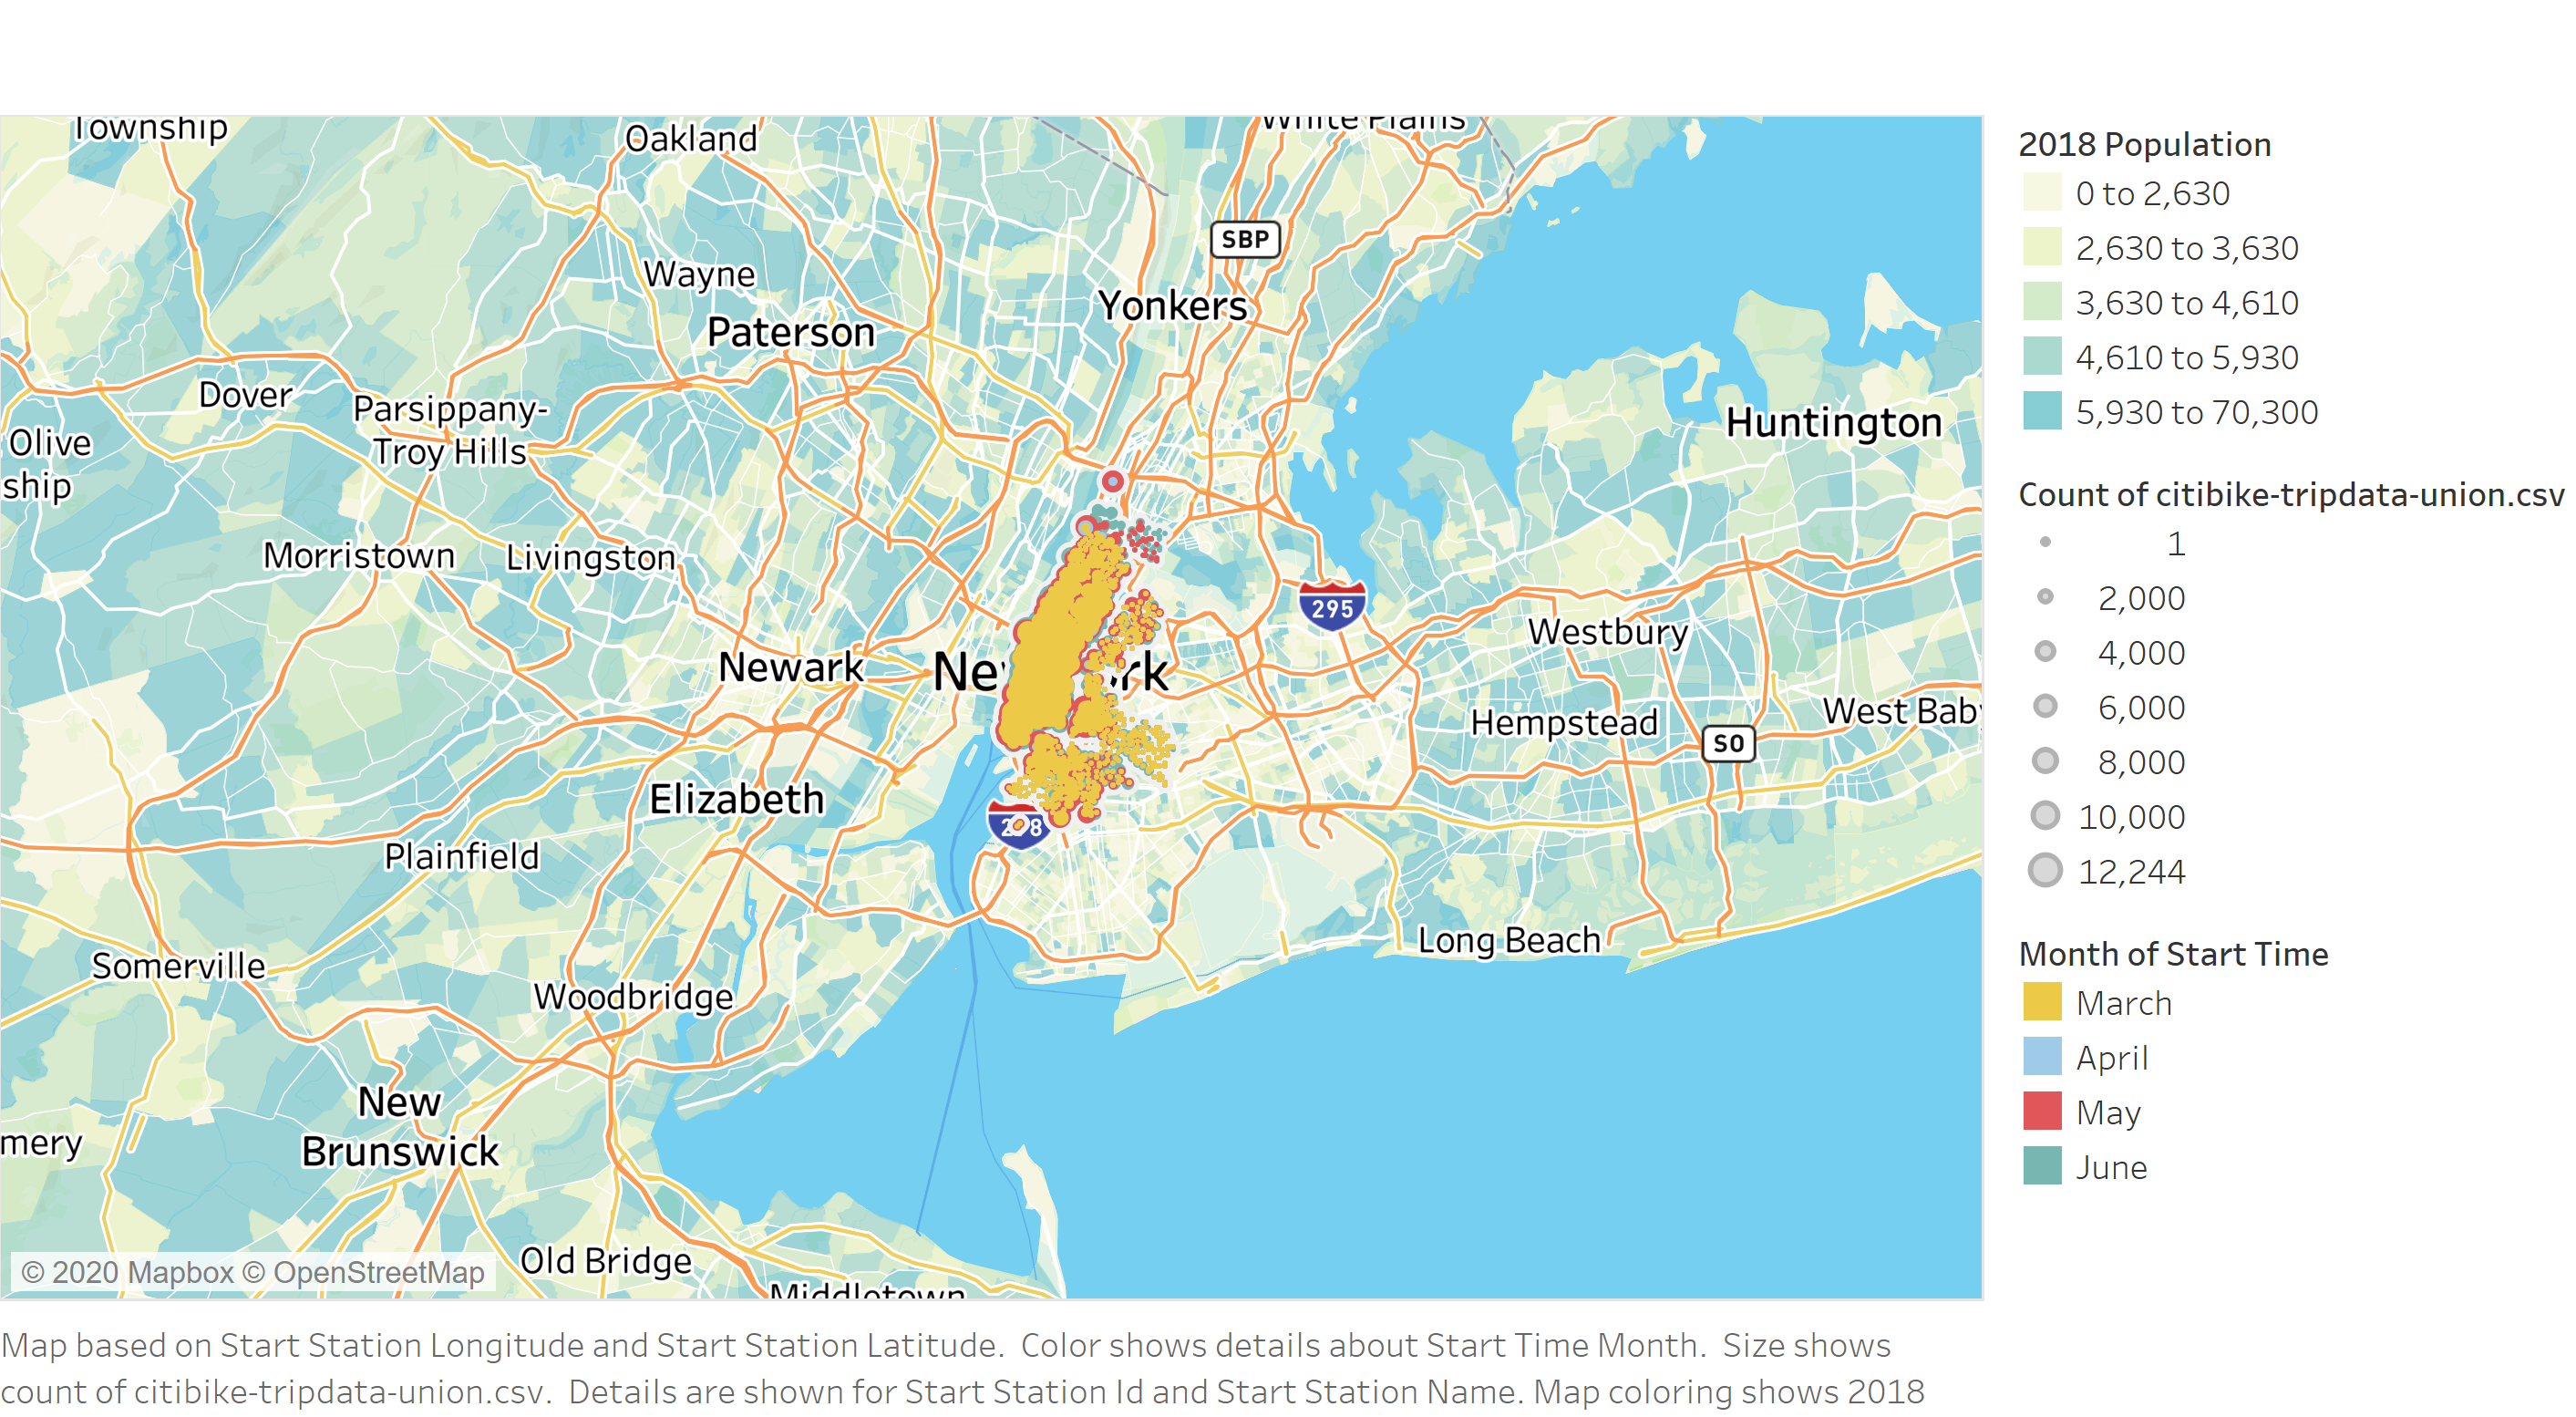 Township
Oakland
White Plains
SBP
Wayne
Yonkers
Paterson
Dover
Parsippany-
Troy Hills
Olive
ship
Huntington
Morristown
Livingston
295
Westbury
Newark
Ne rk
West Bab
Hempstead
SO
Elizabeth
2 8
Plainfield
Long Beach
Somerville
Woodbridge
New
Brunswick
mery
Old Bridge
© 2020 Mapbox © OpenStreetMap
Middletown
2018 Population
0 to 2,630
2,630 to 3,630
3,630 to 4,610
4,610 to 5,930
5,930 to 70,300
Count of citibike-tripdata-union.csv
1
2,000
4,000
6,000
8,000
10,000
12,244
Month of Start Time
March
April
May
June
Map based on Start Station Longitude and Start Station Latitude.  Color shows details about Start Time Month.  Size shows
count of citibike-tripdata-union.csv.  Details are shown for Start Station Id and Start Station Name. Map coloring shows 2018